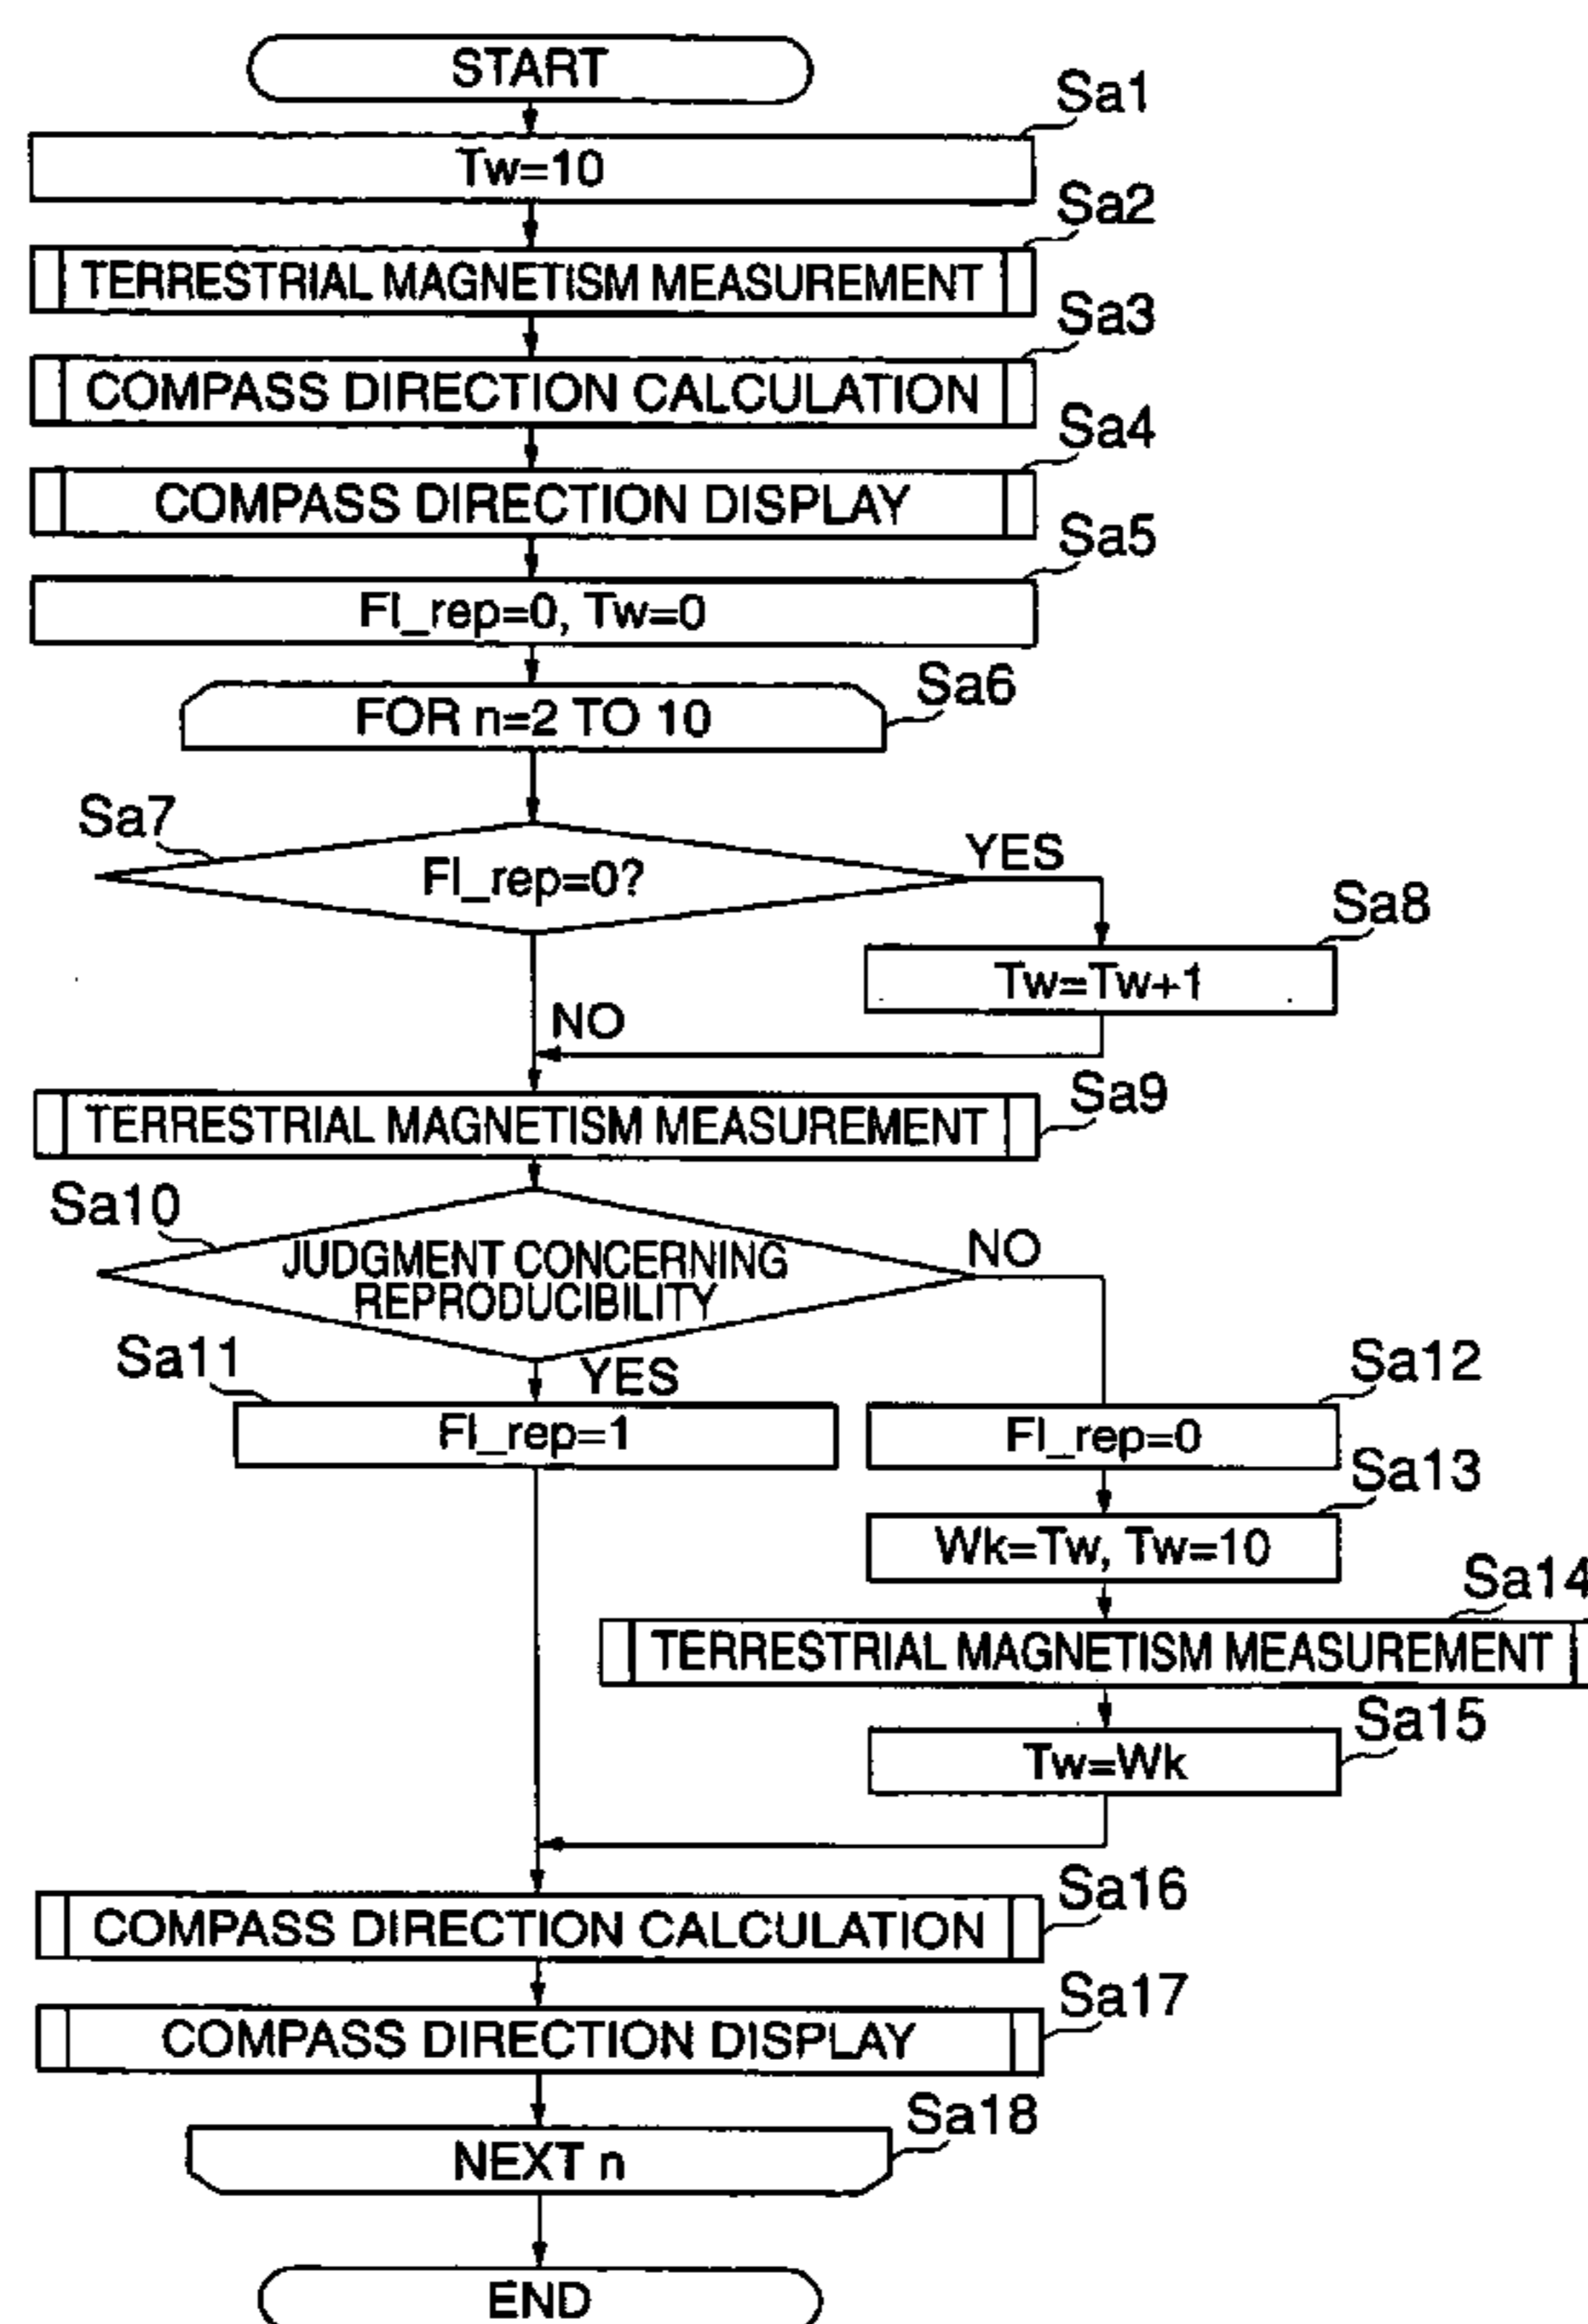 START
Sa1
Tw=10
Sa2
TERRESTRIAL MAGNETISM MEASUREMENT
Sa3
COMPASS DIRECTION CALCULATION
Sa4
COMPASS DIRECTION DISPLAY
Sa5
Fl_rep=0, Tw=0
Sa6
FOR n=2 TO 10
Sa7
Fl_rep=0?
YES
Sa8
Tw=Tw+1
NO
Sa9
TERRESTRIAL MAGNETISM MEASUREMENT
Sa10
JUDGMENT CONCERNING
REPRODUCIBILITY
NO
YES
Sa11
Fl_rep=1
Sa12
Fl_rep=0
Sa13
Wk=Tw, Tw=10
Sa14
TERRESTRIAL MAGNETISM MEASUREMENT
Sa15
Tw=Wk
Sa16
COMPASS DIRECTION CALCULATION
Sa17
COMPASS DIRECTION DISPLAY
Sa18
NEXT n
END